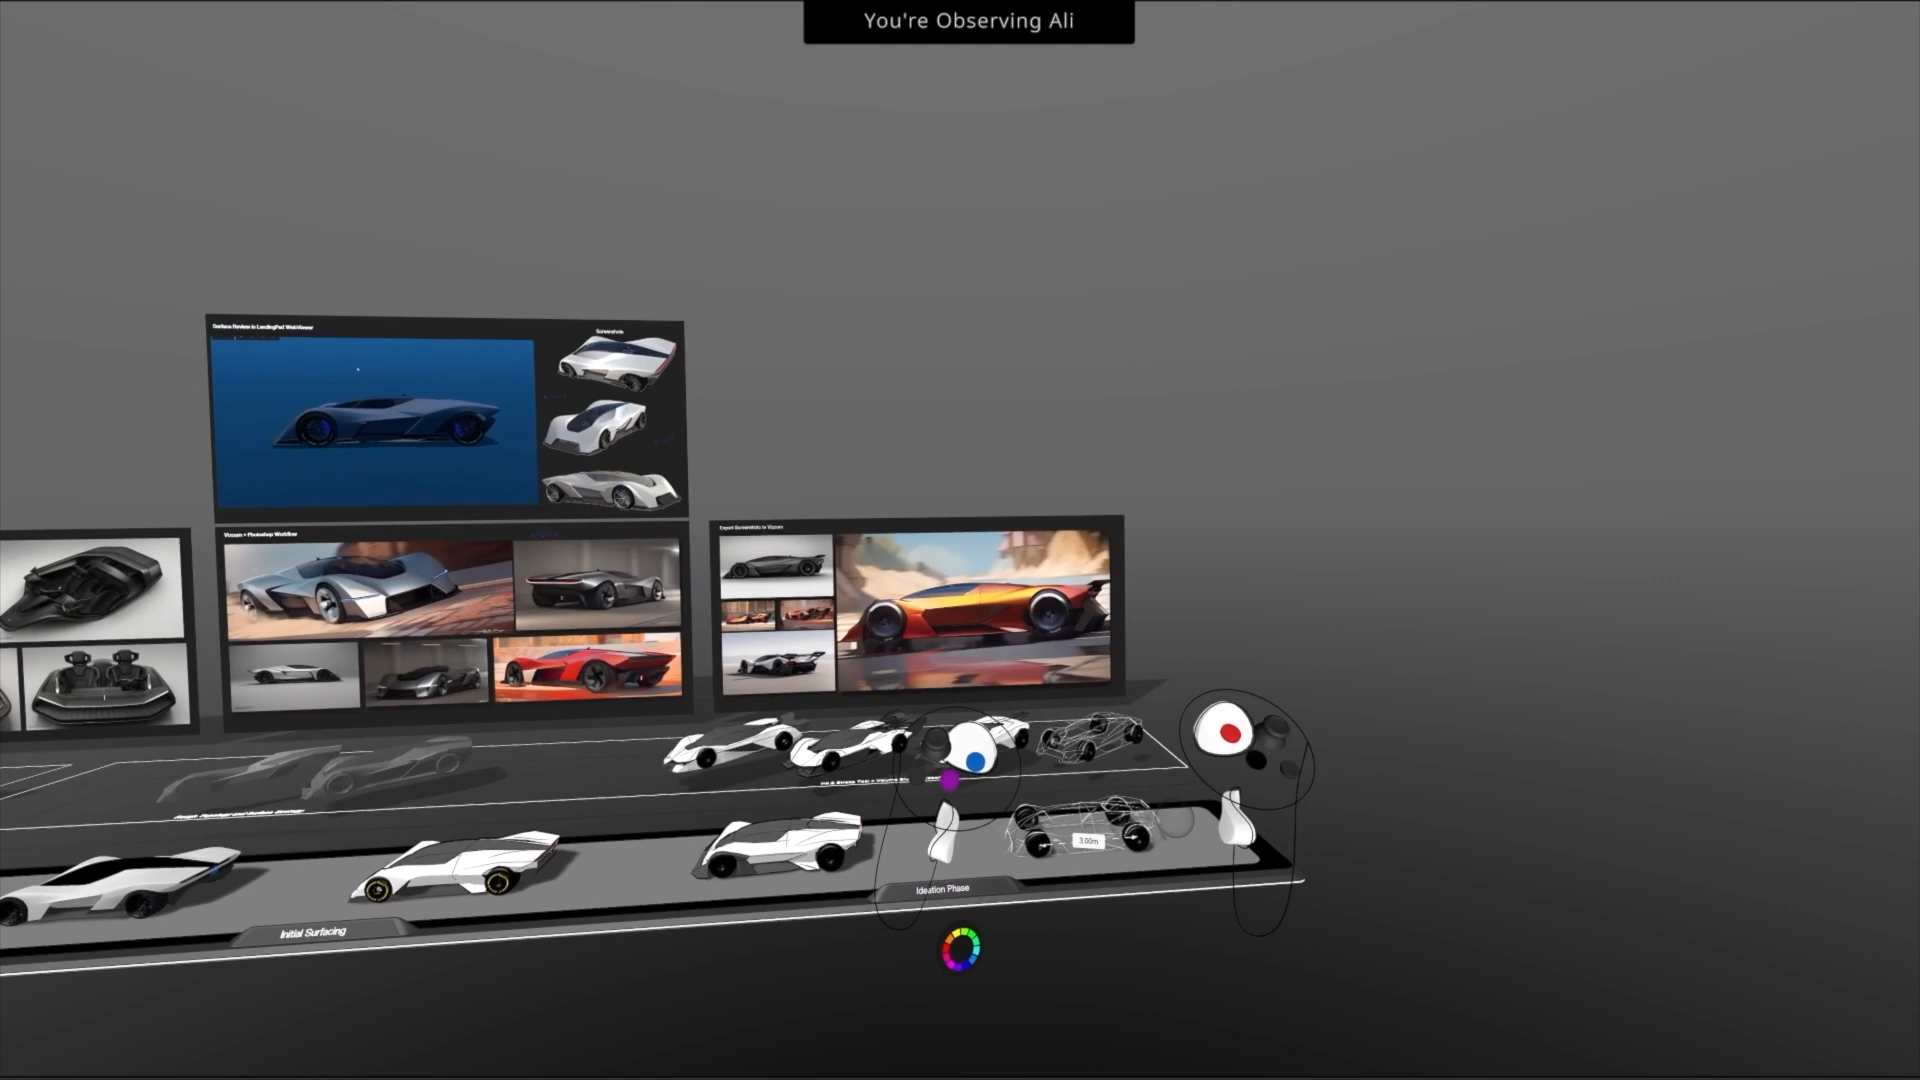 You're Observing Ali
Surface Review in LandingPad WebViewer
Screenshots
Vizcom + Photoshop Workflow
Export Screenshots to Vizcom
3.00m
Ideation Phase
Initial Surfacing